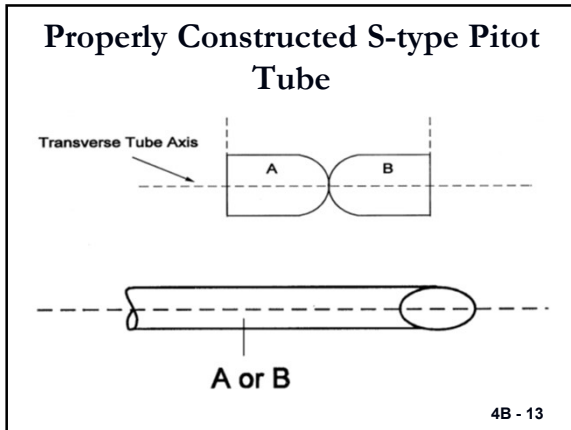 Properly Constructed S-type Pitot
Tube
Transverse Tube Axis
A
B
A or B
4B - 13